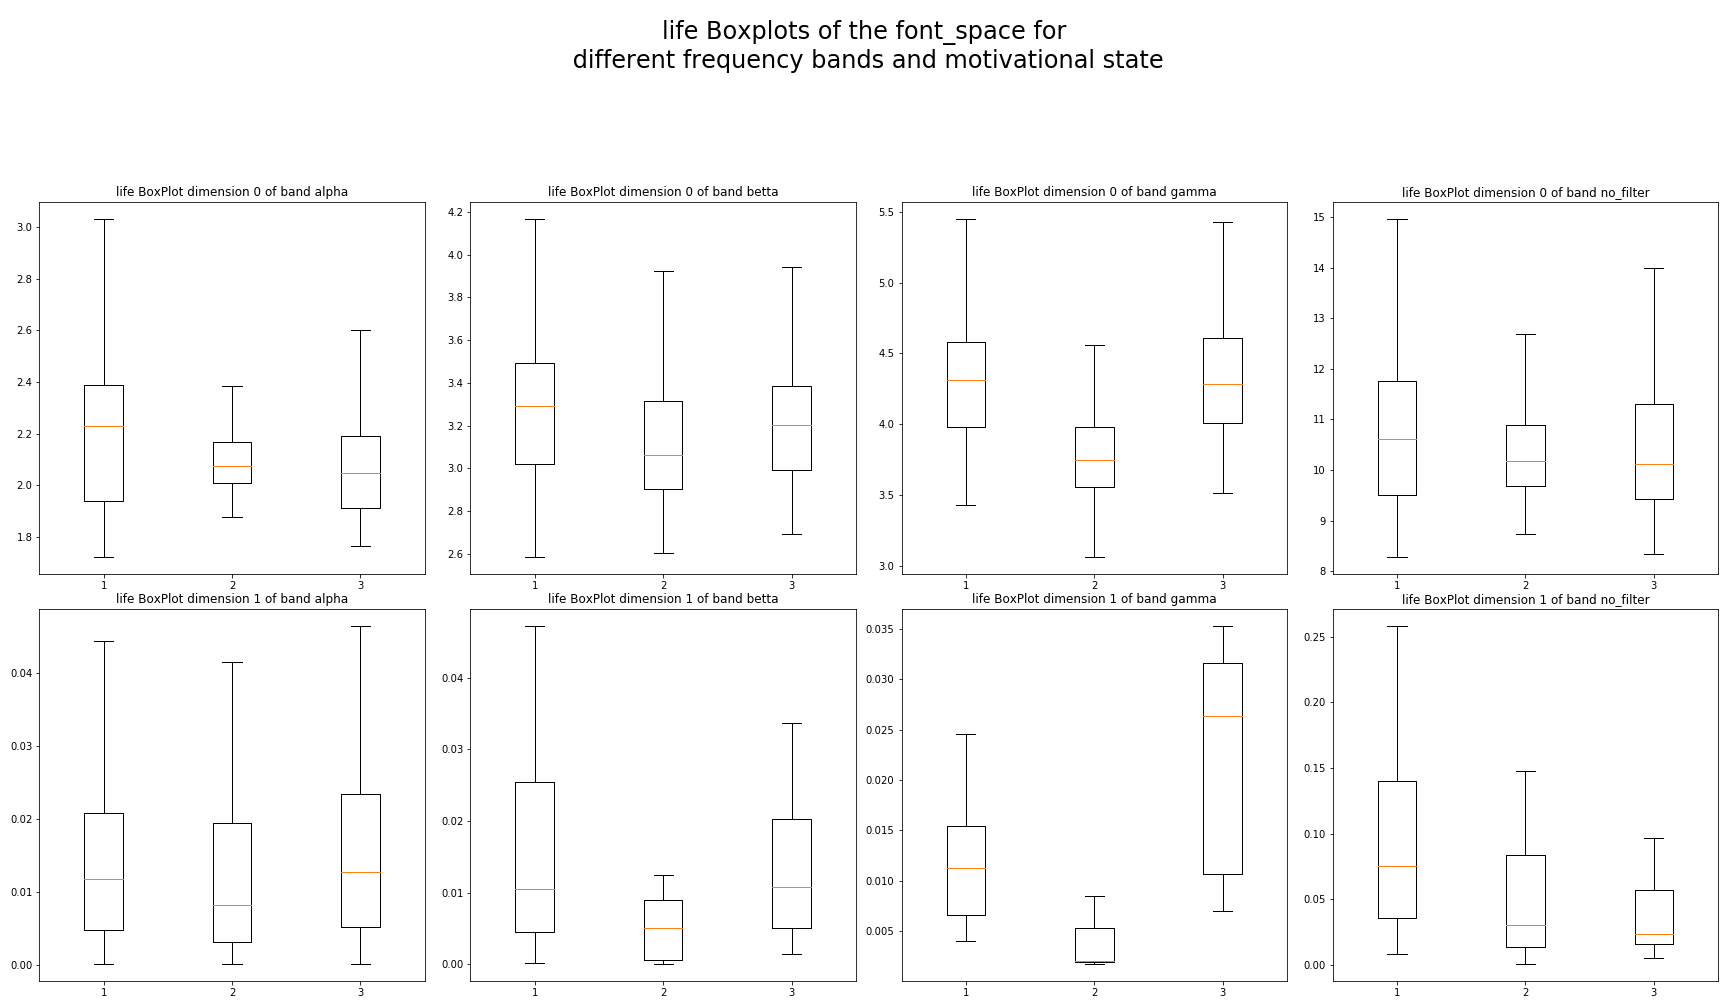 life Boxplots of the font_space for
different frequency bands and motivational state
life BoxPlot dimension 0 of band alpha
3.0
2.8
2.6
2.4
2.2
2.0
1.8
1 2 3
life BoxPlot dimension 0 of band betta
4.2
4.0
3.8
3.6
3.4
3.2
3.0
2.8
2.6
1 2 3
life BoxPlot dimension 0 of band gamma
5.5
5.0
4.5
4.0
3.5
3.0
1 2 3
life BoxPlot dimension 0 of band no_filter
15
14
13
12
11
10
9
8
1 2 3
life BoxPlot dimension 1 of band alpha
0.04
0.03
0.02
0.01
0.00
1 2 3
life BoxPlot dimension 1 of band betta
0.04
0.03
0.02
0.01
0.00
1 2 3
life BoxPlot dimension 1 of band gamma
0.035
0.030
0.025
0.020
0.015
0.010
0.005
1 2 3
life BoxPlot dimension 1 of band no_filter
0.25
0.20
0.15
0.10
0.05
0.00
1 2 3